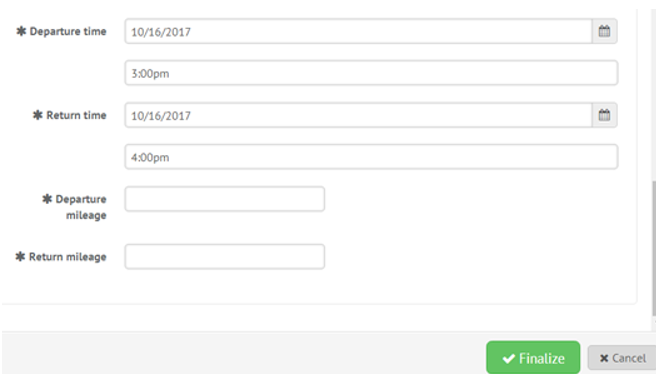 ✱ Departure time 10/16/2017
3:00pm
✱ Return time 10/16/2017
4:00pm
✱ Departure
mileage
✱ Return mileage
✔ Finalize ✖ Cancel